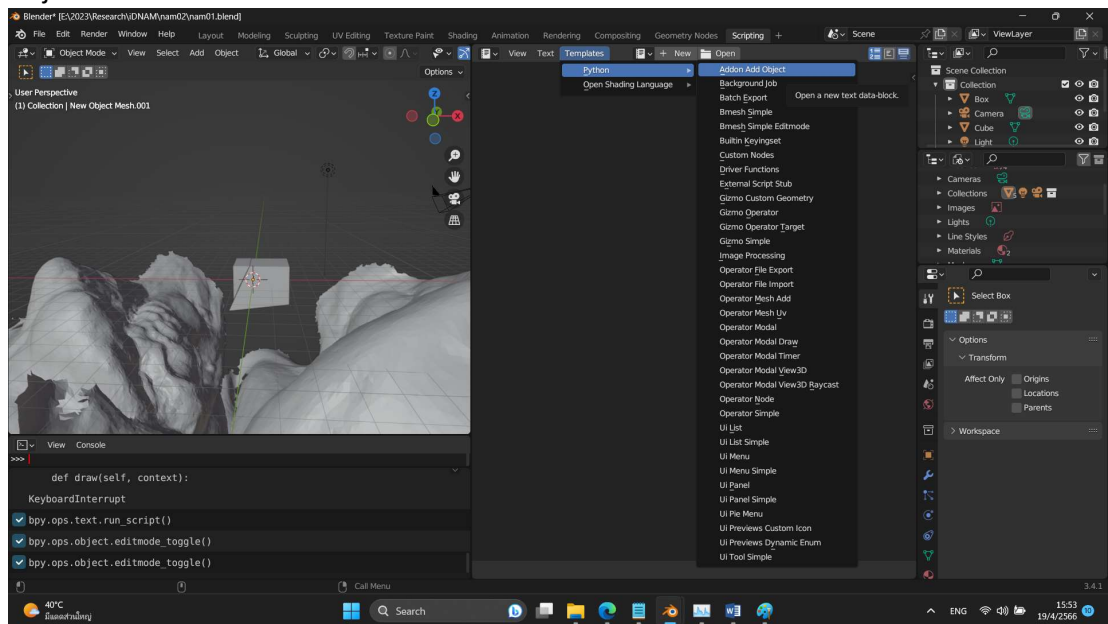 Blender* [E:\2023\Research\iDNAM\nam02\nam01.blend]
File Edit Render Window Help Layout Modeling Sculpting UV Editing Texture Paint Shading Animation Rendering Compositing Geometry Nodes Scripting + Scene ViewLayer
Object Mode View Select Add Object Global View Text Templates + New Open
Options
User Perspective
(1) Collection | New Object Mesh.001
Z
X
Python
Open Shading Language
Addon Add Object
Background Job
Open a new text data-block.
Batch Export
Bmesh Simple
Bmesh Simple Editmode
Builtin Keyingset
Custom Nodes
Driver Functions
External Script Stub
Gizmo Custom Geometry
Gizmo Operator
Gizmo Operator Target
Gizmo Simple
Image Processing
Operator File Export
Operator File Import
Operator Mesh Add
Operator Mesh Uv
Operator Modal
Operator Modal Draw
Operator Modal Timer
Operator Modal View3D
Operator Modal View3D Raycast
Operator Node
Operator Simple
Ui List
Ui List Simple
Ui Menu
Ui Menu Simple
Ui Panel
Ui Panel Simple
Ui Pie Menu
Ui Previews Custom Icon
Ui Previews Dynamic Enum
Ui Tool Simple
Scene Collection
Collection
Box
Camera
Cube
Light
Cameras
Collections
Images
Lights
Line Styles
Materials
2
Select Box
Options
Transform
Affect Only Origins
Locations
Parents
Workspace
View Console
>>>
def draw(self, context):
KeyboardInterrupt
bpy.ops.text.run_script()
bpy.ops.object.editmode_toggle()
bpy.ops.object.editmode_toggle()
Call Menu
3.4.1
40°C
มีแดดส่วนใหญ่
Search
ENG
15:53
19/4/2566
10